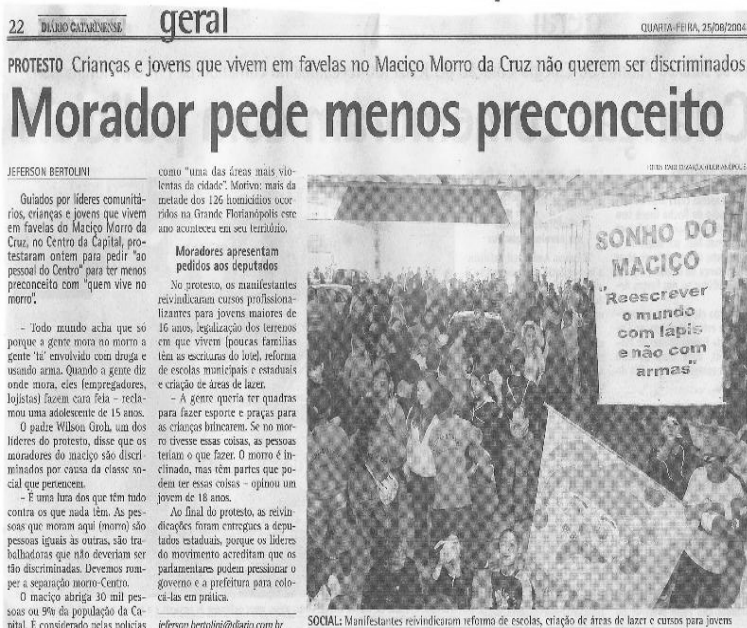 22 DIÁRIO CATARINENSE geral QUARTA-FEIRA, 25/08/2004
PROTESTO Crianças e jovens que vivem em favelas no Maciço Morro da Cruz não querem ser discriminados
Morador pede menos preconceito
JEFERSON BERTOLINI
Guiados por líderes comunitá-
rios, crianças e jovens que vivem
em favelas do Maciço Morro da
Cruz, no Centro da Capital, pro-
testaram ontem para pedir "ao
pessoal do Centro" para ter menos
preconceito com "quem vive no
morro".
– Todo mundo acha que só
porque a gente mora no morro a
gente 'tá' envolvido com droga e
usando arma. Quando a gente diz
onde mora, eles (empregadores,
lojistas) fazem cara feia – recla-
mou uma adolescente de 15 anos.
O padre Wilson Groh, um dos
líderes do protesto, disse que os
moradores do maciço são discri-
minados por causa da classe so-
cial que pertencem.
– É uma luta dos que têm tudo
contra os que nada têm. As pes-
soas que moram aqui (morro) são
pessoas iguais às outras, são tra-
balhadoras que não deveriam ser
tão discriminadas. Devemos rom-
per a separação morro-Centro.
O maciço abriga 30 mil pes-
soas ou 9% da população da Ca-
pital. É considerado pelas polícias
como "uma das áreas mais vio-
lentas da cidade". Motivo: mais da
metade dos 126 homicídios ocor-
ridos na Grande Florianópolis este
ano aconteceu em seu território.
Moradores apresentam
pedidos aos deputados
No protesto, os manifestantes
reivindicaram cursos profissiona-
lizantes para jovens maiores de
16 anos, legalização dos terrenos
em que vivem (poucas famílias
têm as escrituras do lote), reforma
de escolas municipais e estaduais
e criação de áreas de lazer.
– A gente queria ter quadras
para fazer esporte e praças para
as crianças brincarem. Se no mor-
ro tivesse essas coisas, as pessoas
teriam o que fazer. O morro é in-
clinado, mas têm partes que po-
dem ter essas coisas – opinou um
jovem de 18 anos.
Ao final do protesto, as reivin-
dicações foram entregues a depu-
tados estaduais, porque os líderes
do movimento acreditam que os
parlamentares podem pressionar o
governo e a prefeitura para colo-
cá-las em prática.
jeferson.bertolini@diario.com.br
SONHO DO
MACIÇO
"Reescrever
o mundo
com lápis
e não com
armas"
SOCIAL: Manifestantes reivindicaram reforma de escolas, criação de áreas de lazer e cursos para jovens